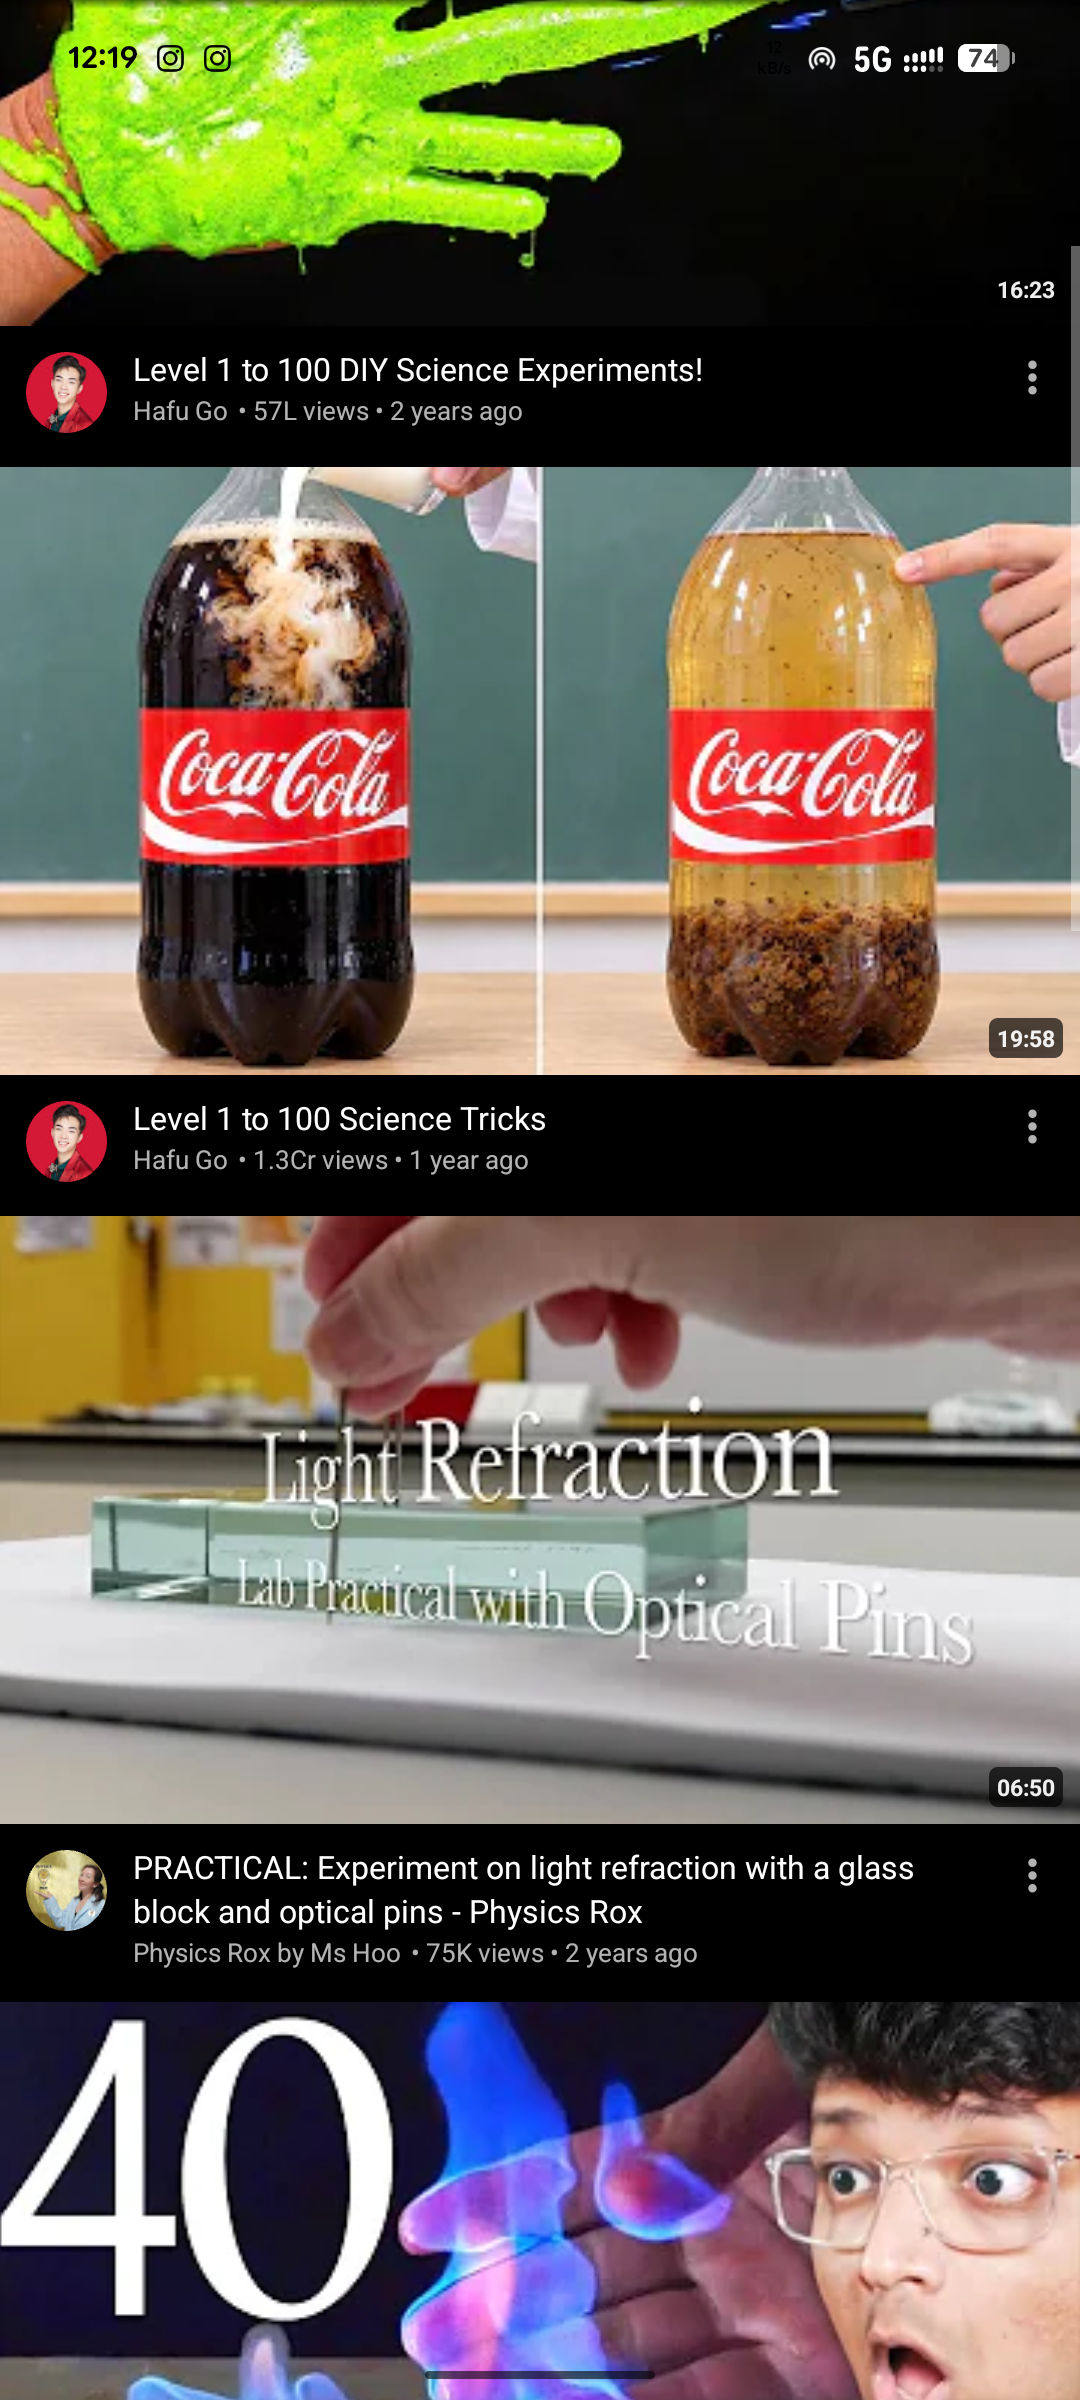 12:19
12
kB/s
5G
74
16:23
Level 1 to 100 DIY Science Experiments!
Hafu Go • 57L views • 2 years ago
Coca-Cola
Coca-Cola
19:58
Level 1 to 100 Science Tricks
Hafu Go • 1.3Cr views • 1 year ago
Light Refraction
Lab Practical with Optical Pins
06:50
PRACTICAL: Experiment on light refraction with a glass
block and optical pins - Physics Rox
Physics Rox by Ms Hoo • 75K views • 2 years ago
40